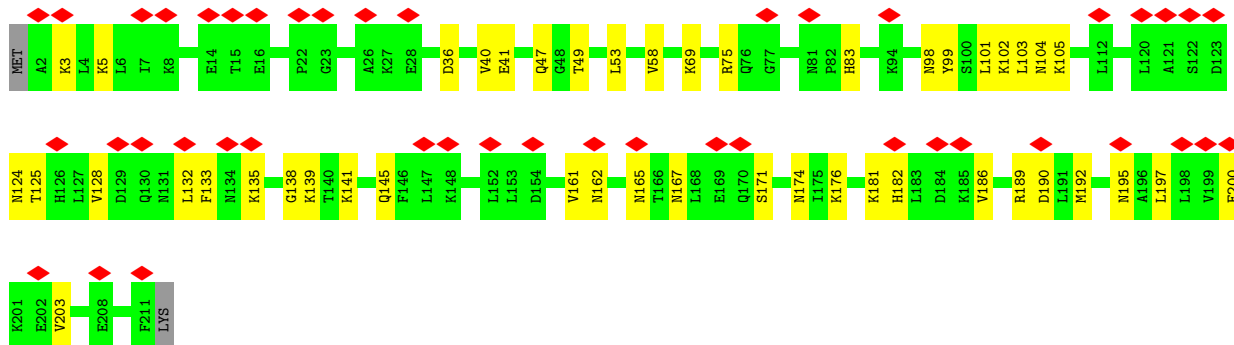 MET A2 K3 L4 K5 L6 I7 K8 E14 T15 E16 P22 G23 A26 K27 E28 D36 V40 E41 Q47 G48 T49 L53 V58 K69 R75 Q76 G77 N81 P82 H83 K94 N98 Y99 S100 L101 K102 L103 N104 K105 L112 L120 A121 S122 D123
N124 T125 H126 L127 V128 D129 Q130 N131 L132 F133 N134 K135 G138 K139 T140 K141 Q145 F146 L147 K148 L152 L153 D154 V161 N162 N165 T166 N167 L168 E169 Q170 S171 N174 I175 K176 K181 H182 L183 D184 K185 V186 R189 D190 L191 M192 N195 A196 L197 L198 V199 E200
K201 E202 V203 E208 F211 LYS